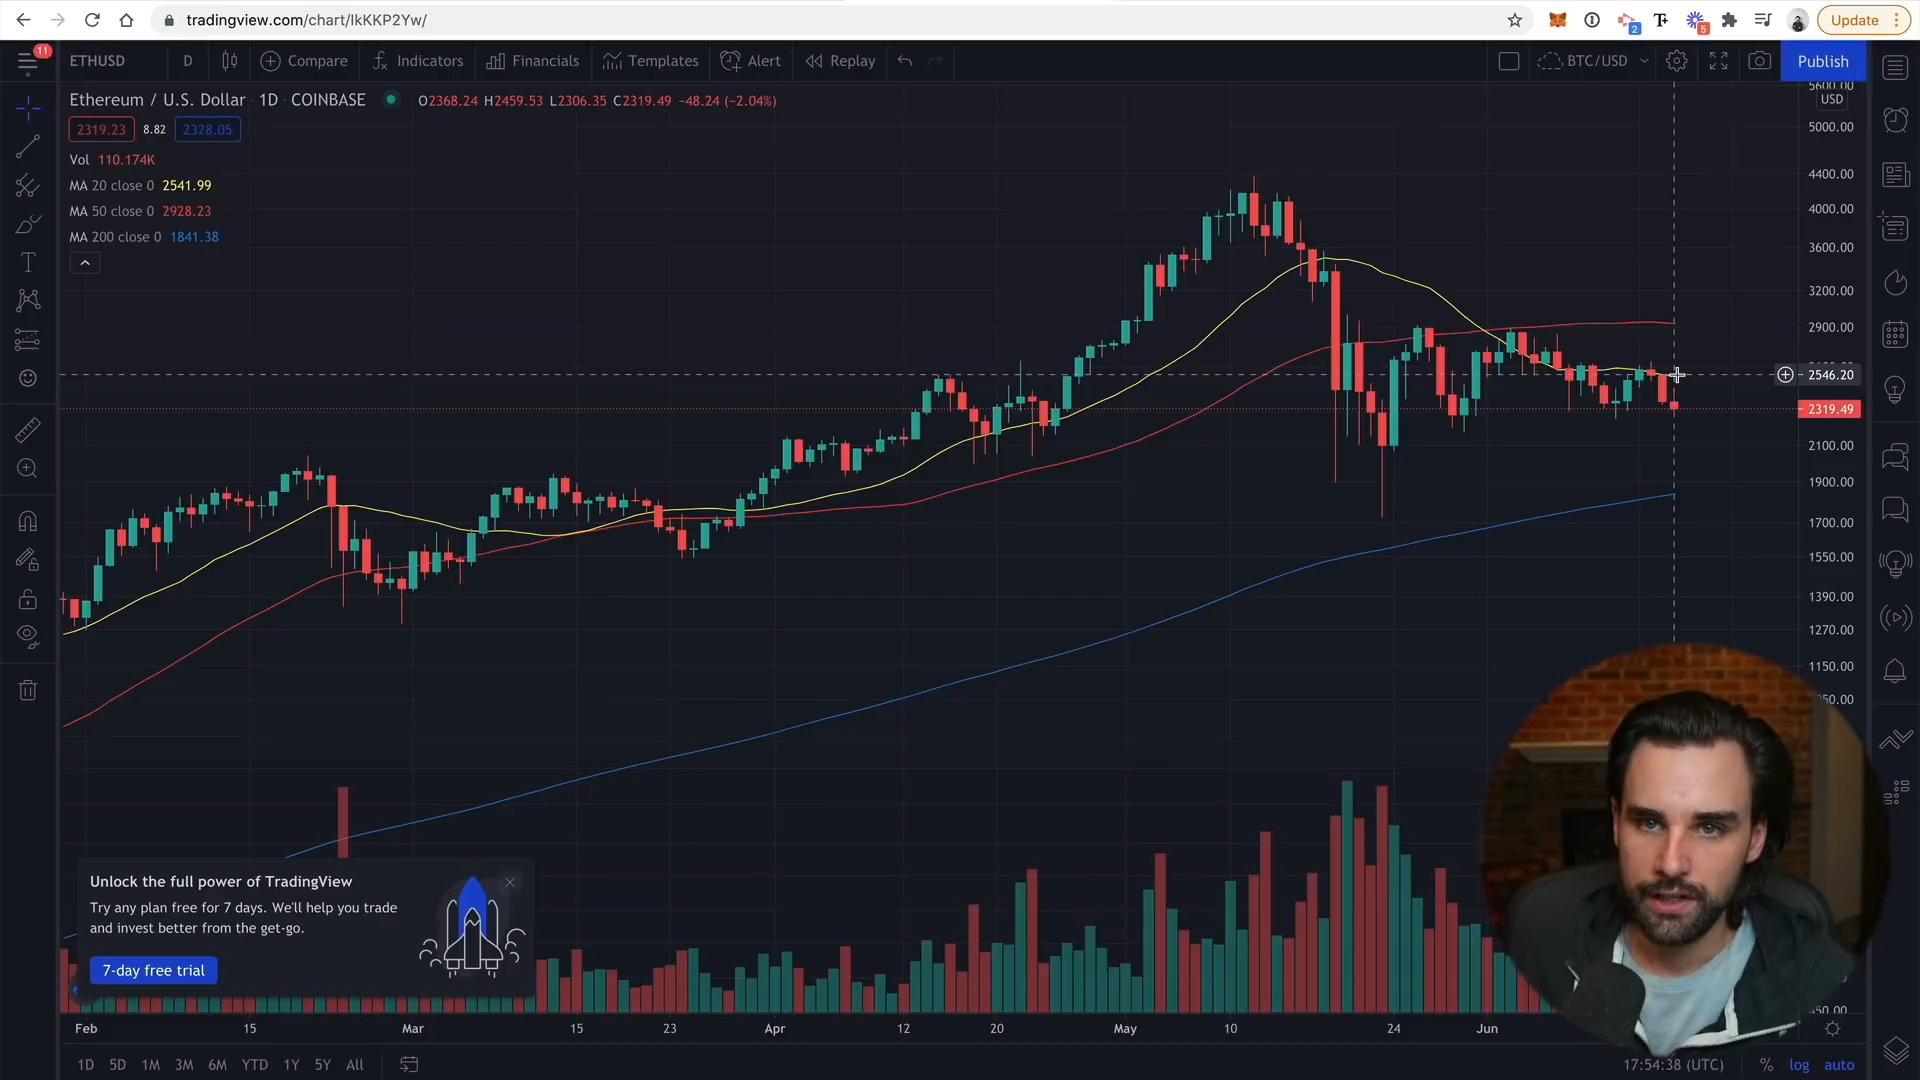 tradingview.com/chart/IkKKP2Yw/
2
5
Update
11
ETHUSD
D
Compare
Indicators
Financials
Templates
Alert
Replay
BTC/USD
Publish
Ethereum / U.S. Dollar 1D COINBASE
O2368.24 H2459.53 L2306.35 C2319.49 −48.24 (−2.04%)
2319.23 8.82 2328.05
Vol 110.174K
MA 20 close 0 2541.99
MA 50 close 0 2928.23
MA 200 close 0 1841.38
USD
5000.00
4400.00
4000.00
3600.00
3200.00
2900.00
2546.20
2319.49
2100.00
1900.00
1700.00
1550.00
1390.00
1270.00
1150.00
Unlock the full power of TradingView
Try any plan free for 7 days. We'll help you trade
and invest better from the get-go.
7-day free trial
Feb 15 Mar 15 23 Apr 12 20 May 10 24 Jun
1D 5D 1M 3M 6M YTD 1Y 5Y All
17:54:38 (UTC) % log auto